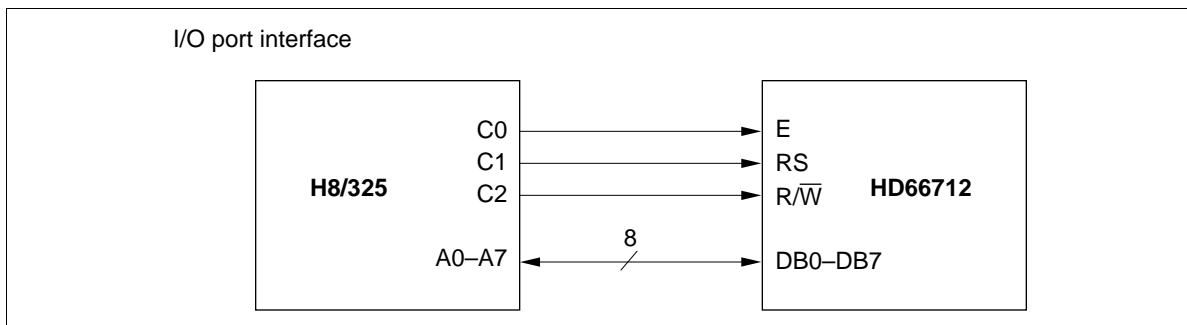 I/O port interface
C0
C1
C2
A0–A7
H8/325
8
E
RS
R/W̅
DB0–DB7
HD66712